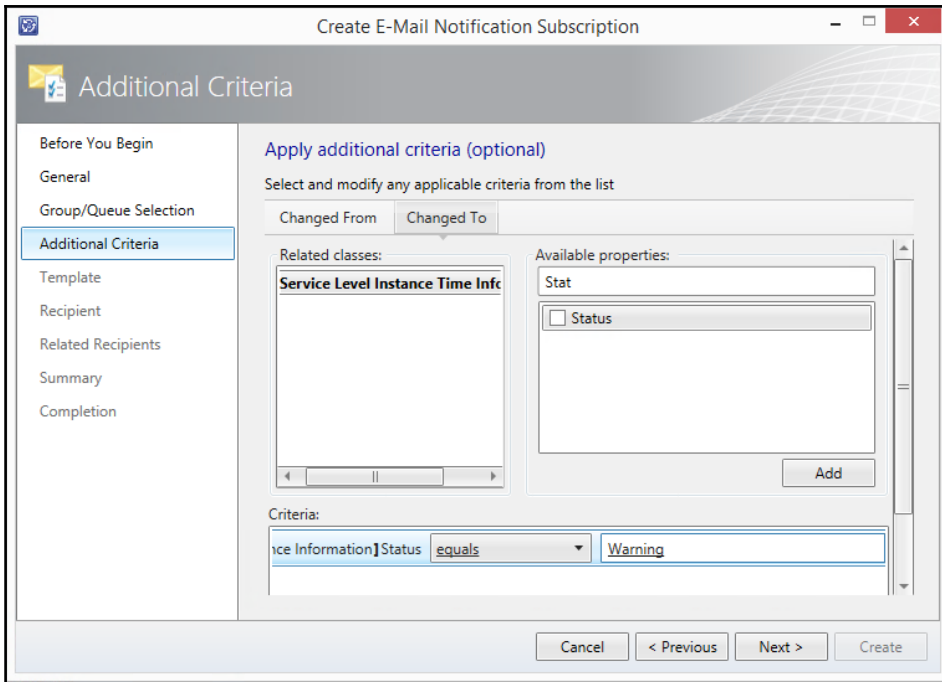 Create E-Mail Notification Subscription
Additional Criteria
Before You Begin
General
Group/Queue Selection
Additional Criteria
Template
Recipient
Related Recipients
Summary
Completion
Apply additional criteria (optional)
Select and modify any applicable criteria from the list
Changed From Changed To
Related classes:
Service Level Instance Time Info
Available properties:
Stat
Status
Add
Criteria:
nce Information]Status equals Warning
Cancel < Previous Next > Create